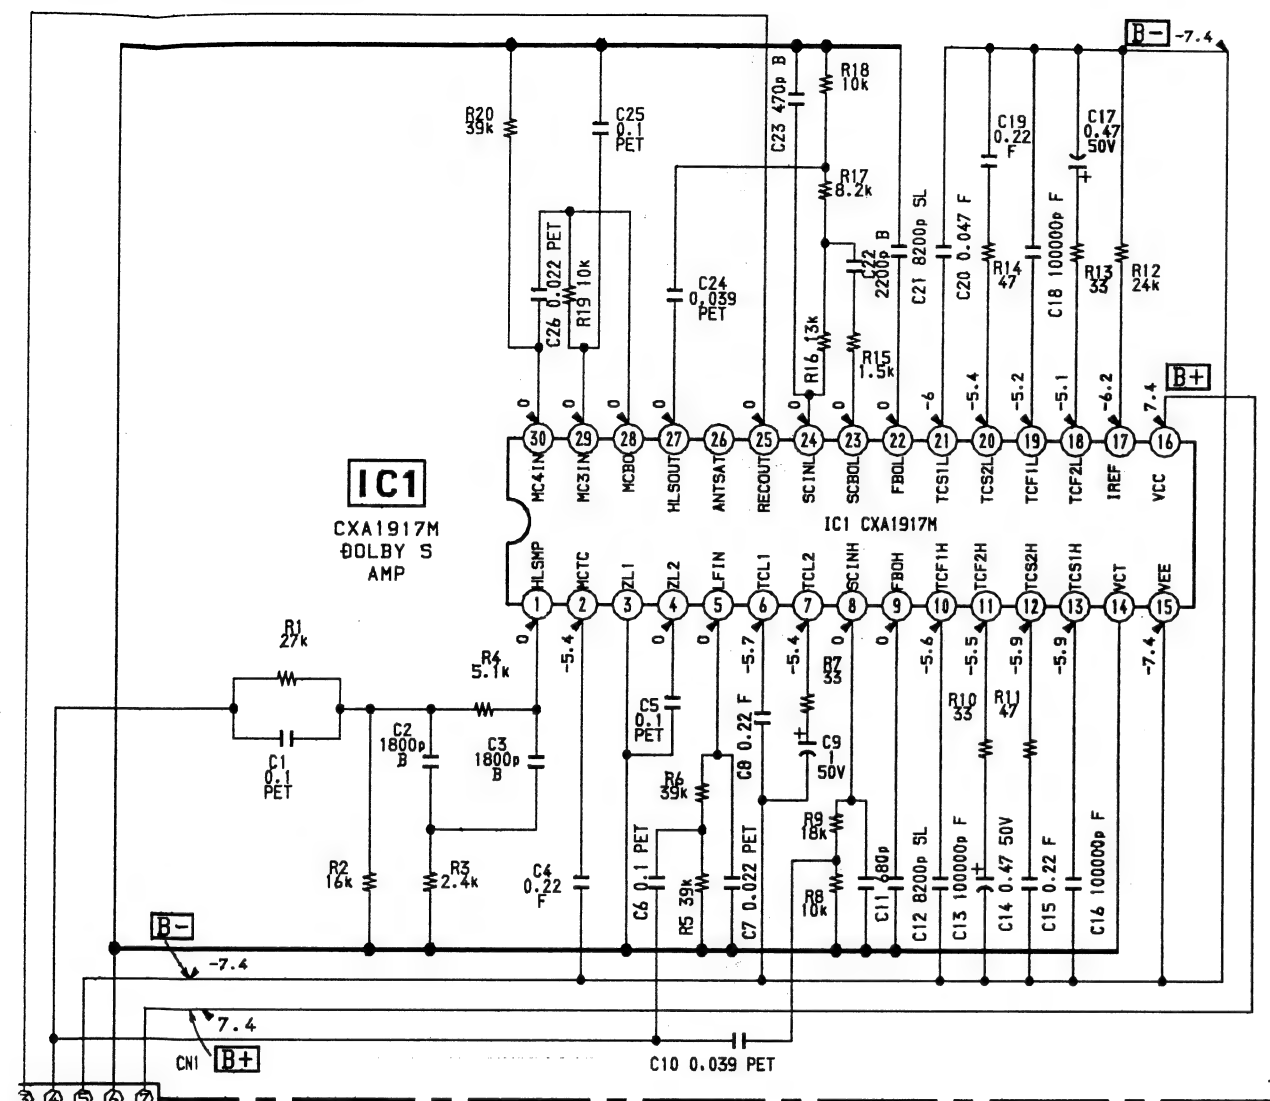 B- -7.4
R20
39k
C25
0.1
PET
C23 470p B
R18
10k
C19
0.22
F
C17
0.47
50V
+
R17
8.2k
C26 0.022 PET
R19 10k
C24
0.039
PET
R16 13k
C22
2200p B
R15
1.5k
C21 8200p SL
C20 0.047 F
R14
47
C18 100000p F
R13
33
R12
24k
B+
0 0 0 0 0 0 0 0 -6 -5.4 -5.2 -5.1 -6.2 7.4
30 29 28 27 26 25 24 23 22 21 20 19 18 17 16
MC4IN MC3IN MCBO HLSOUT ANTSAT RECOUT SCINL SCBOL FBOL TCS1L TCS2L TCF1L TCF2L IREF VCC
IC1
CXA1917M
DOLBY S
AMP
IC1 CXA1917M
HLSMP MCTC ZL1 ZL2 LFIN TCL1 TCL2 SCINH FBOH TCF1H TCF2H TCS2H TCS1H VCT VEE
1 2 3 4 5 6 7 8 9 10 11 12 13 14 15
0 -5.4 0 0 -5.7 -5.4 0 0 -5.6 -5.5 -5.9 -5.9 -7.4
R1
27k
R4
5.1k
C1
0.1
PET
C2
1800p
B
C3
1800p
B
C5
0.1
PET
C8 0.22 F
R7
33
+
C9
1
50V
R10
33
R11
47
R6
39k
R9
18k
R2
16k
R3
2.4k
C4
0.22
F
C6 0.1 PET
R5 39k
C7 0.022 PET
R8
10k
C11 680p
C12 8200p SL
C13 100000p F
+
C14 0.47 50V
C15 0.22 F
C16 100000p F
B-
-7.4
7.4
CN1
B+
C10 0.039 PET
3 4 5 6 7